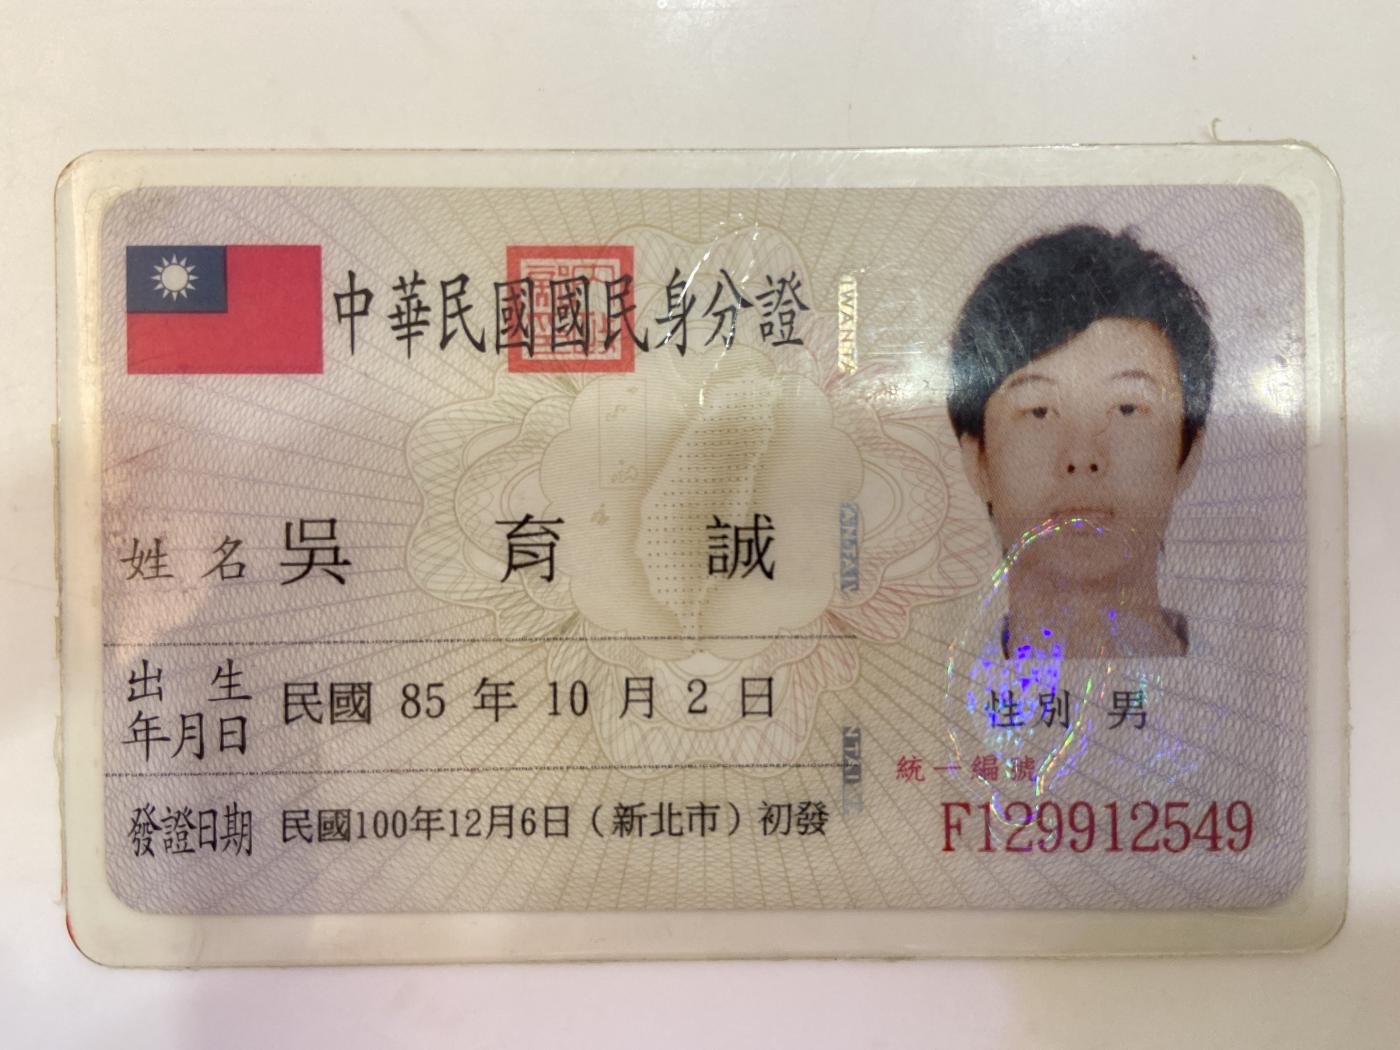 中華民國國民身分證
姓名 吳育誠
出生年月日 民國 85 年 10 月 2 日
性別 男
發證日期 民國100年12月6日（新北市）初發
統一編號
F129912549